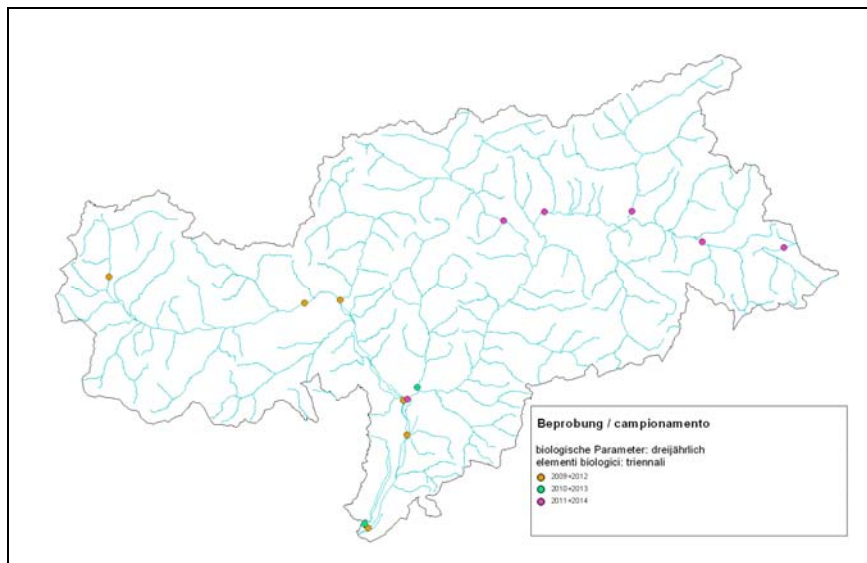 Beprobung / campionamento
biologische Parameter: dreijährlich
elementi biologici: triennali
2009+2012
2010+2013
2011+2014